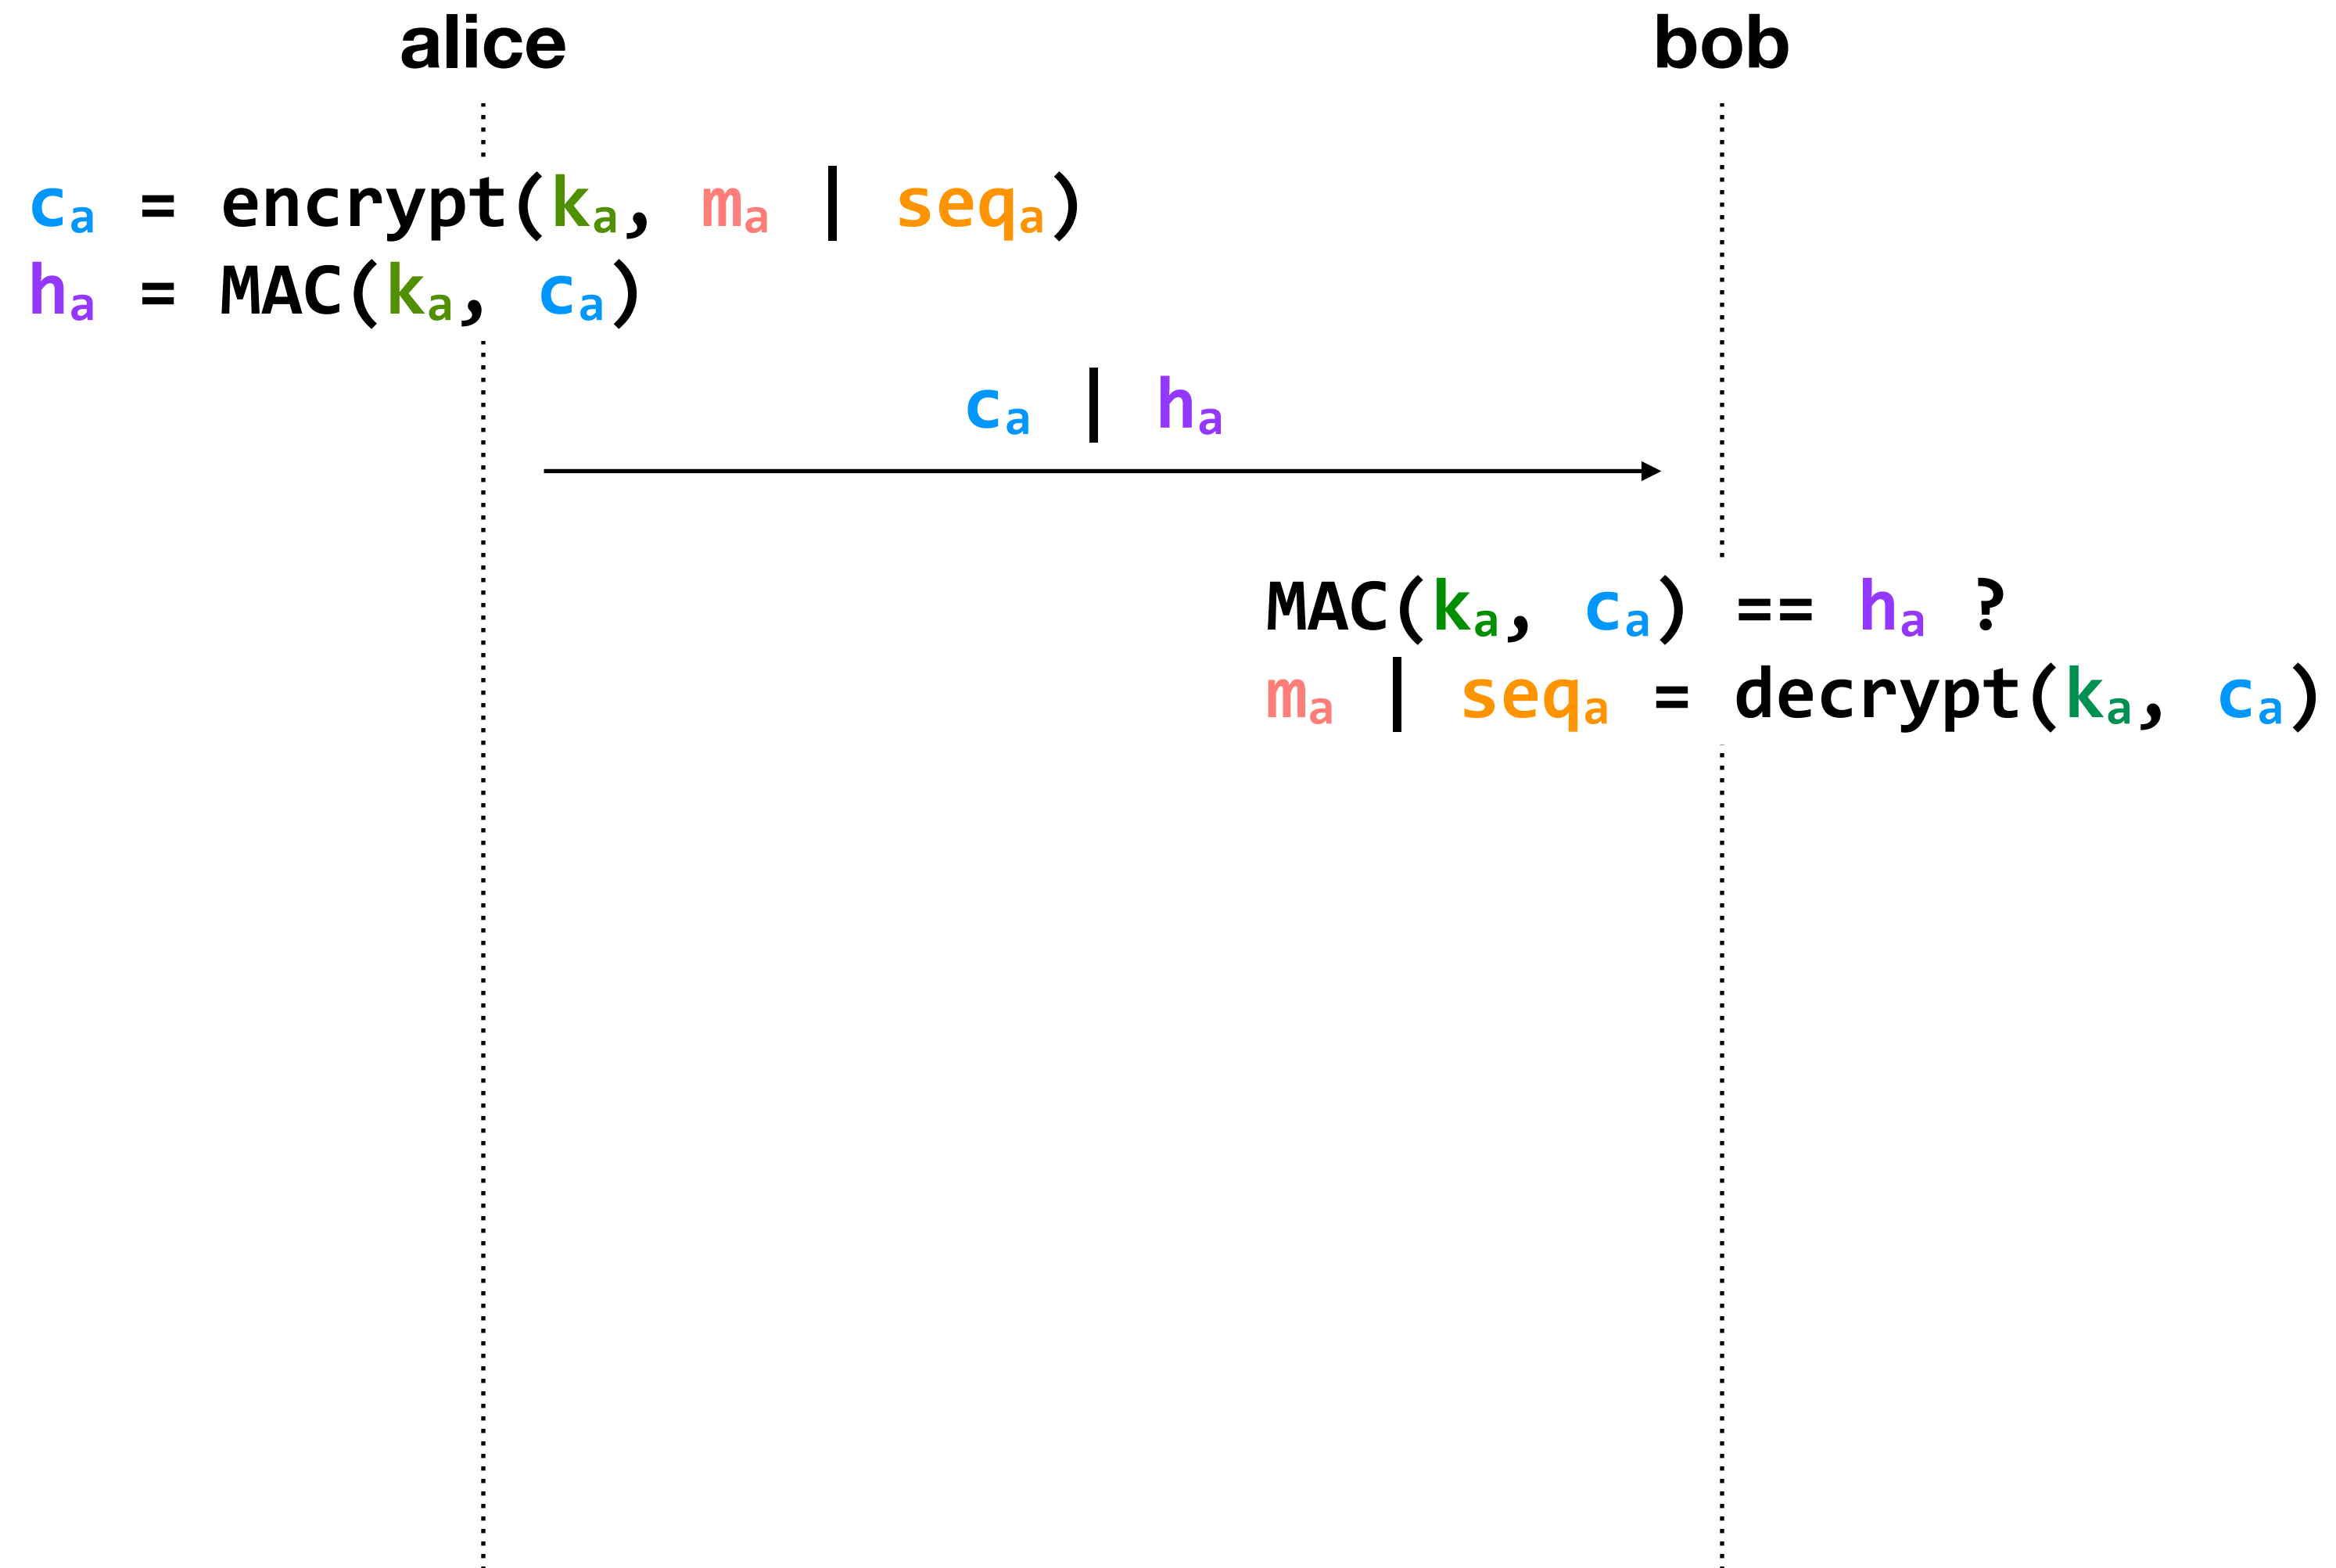 alice bob
cₐ = encrypt(kₐ, mₐ | seqₐ)
hₐ = MAC(kₐ, cₐ)
cₐ | hₐ
MAC(kₐ, cₐ) == hₐ ?
mₐ | seqₐ = decrypt(kₐ, cₐ)